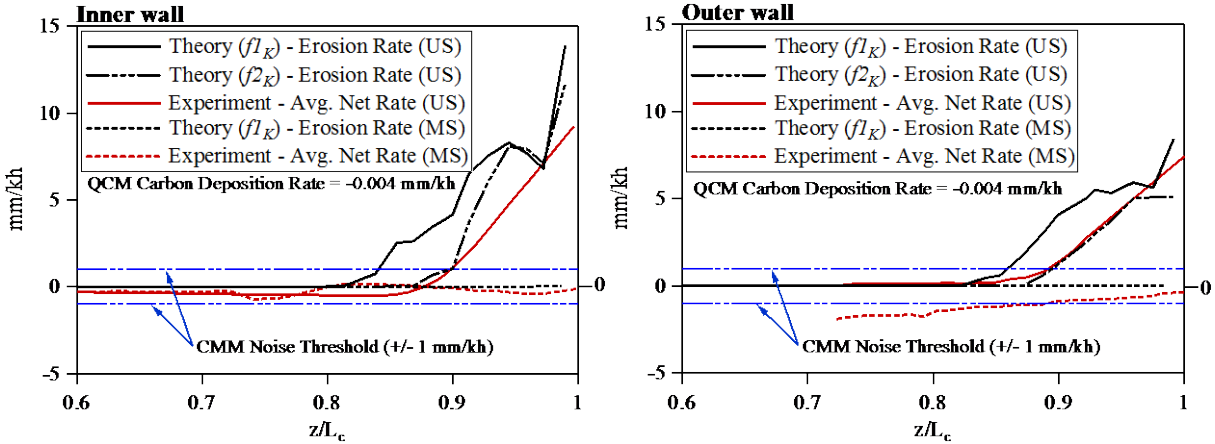 Inner wall
15
10
5
0
-5
mm/kh
Theory (f1K) - Erosion Rate (US)
Theory (f2K) - Erosion Rate (US)
Experiment - Avg. Net Rate (US)
Theory (f1K) - Erosion Rate (MS)
Experiment - Avg. Net Rate (MS)
QCM Carbon Deposition Rate = -0.004 mm/kh
0
CMM Noise Threshold (+/- 1 mm/kh)
0.6 0.7 0.8 0.9 1
z/Lc
Outer wall
15
10
5
0
-5
mm/kh
Theory (f1K) - Erosion Rate (US)
Theory (f2K) - Erosion Rate (US)
Experiment - Avg. Net Rate (US)
Theory (f1K) - Erosion Rate (MS)
Experiment - Avg. Net Rate (MS)
QCM Carbon Deposition Rate = -0.004 mm/kh
0
CMM Noise Threshold (+/- 1 mm/kh)
0.6 0.7 0.8 0.9 1
z/Lc